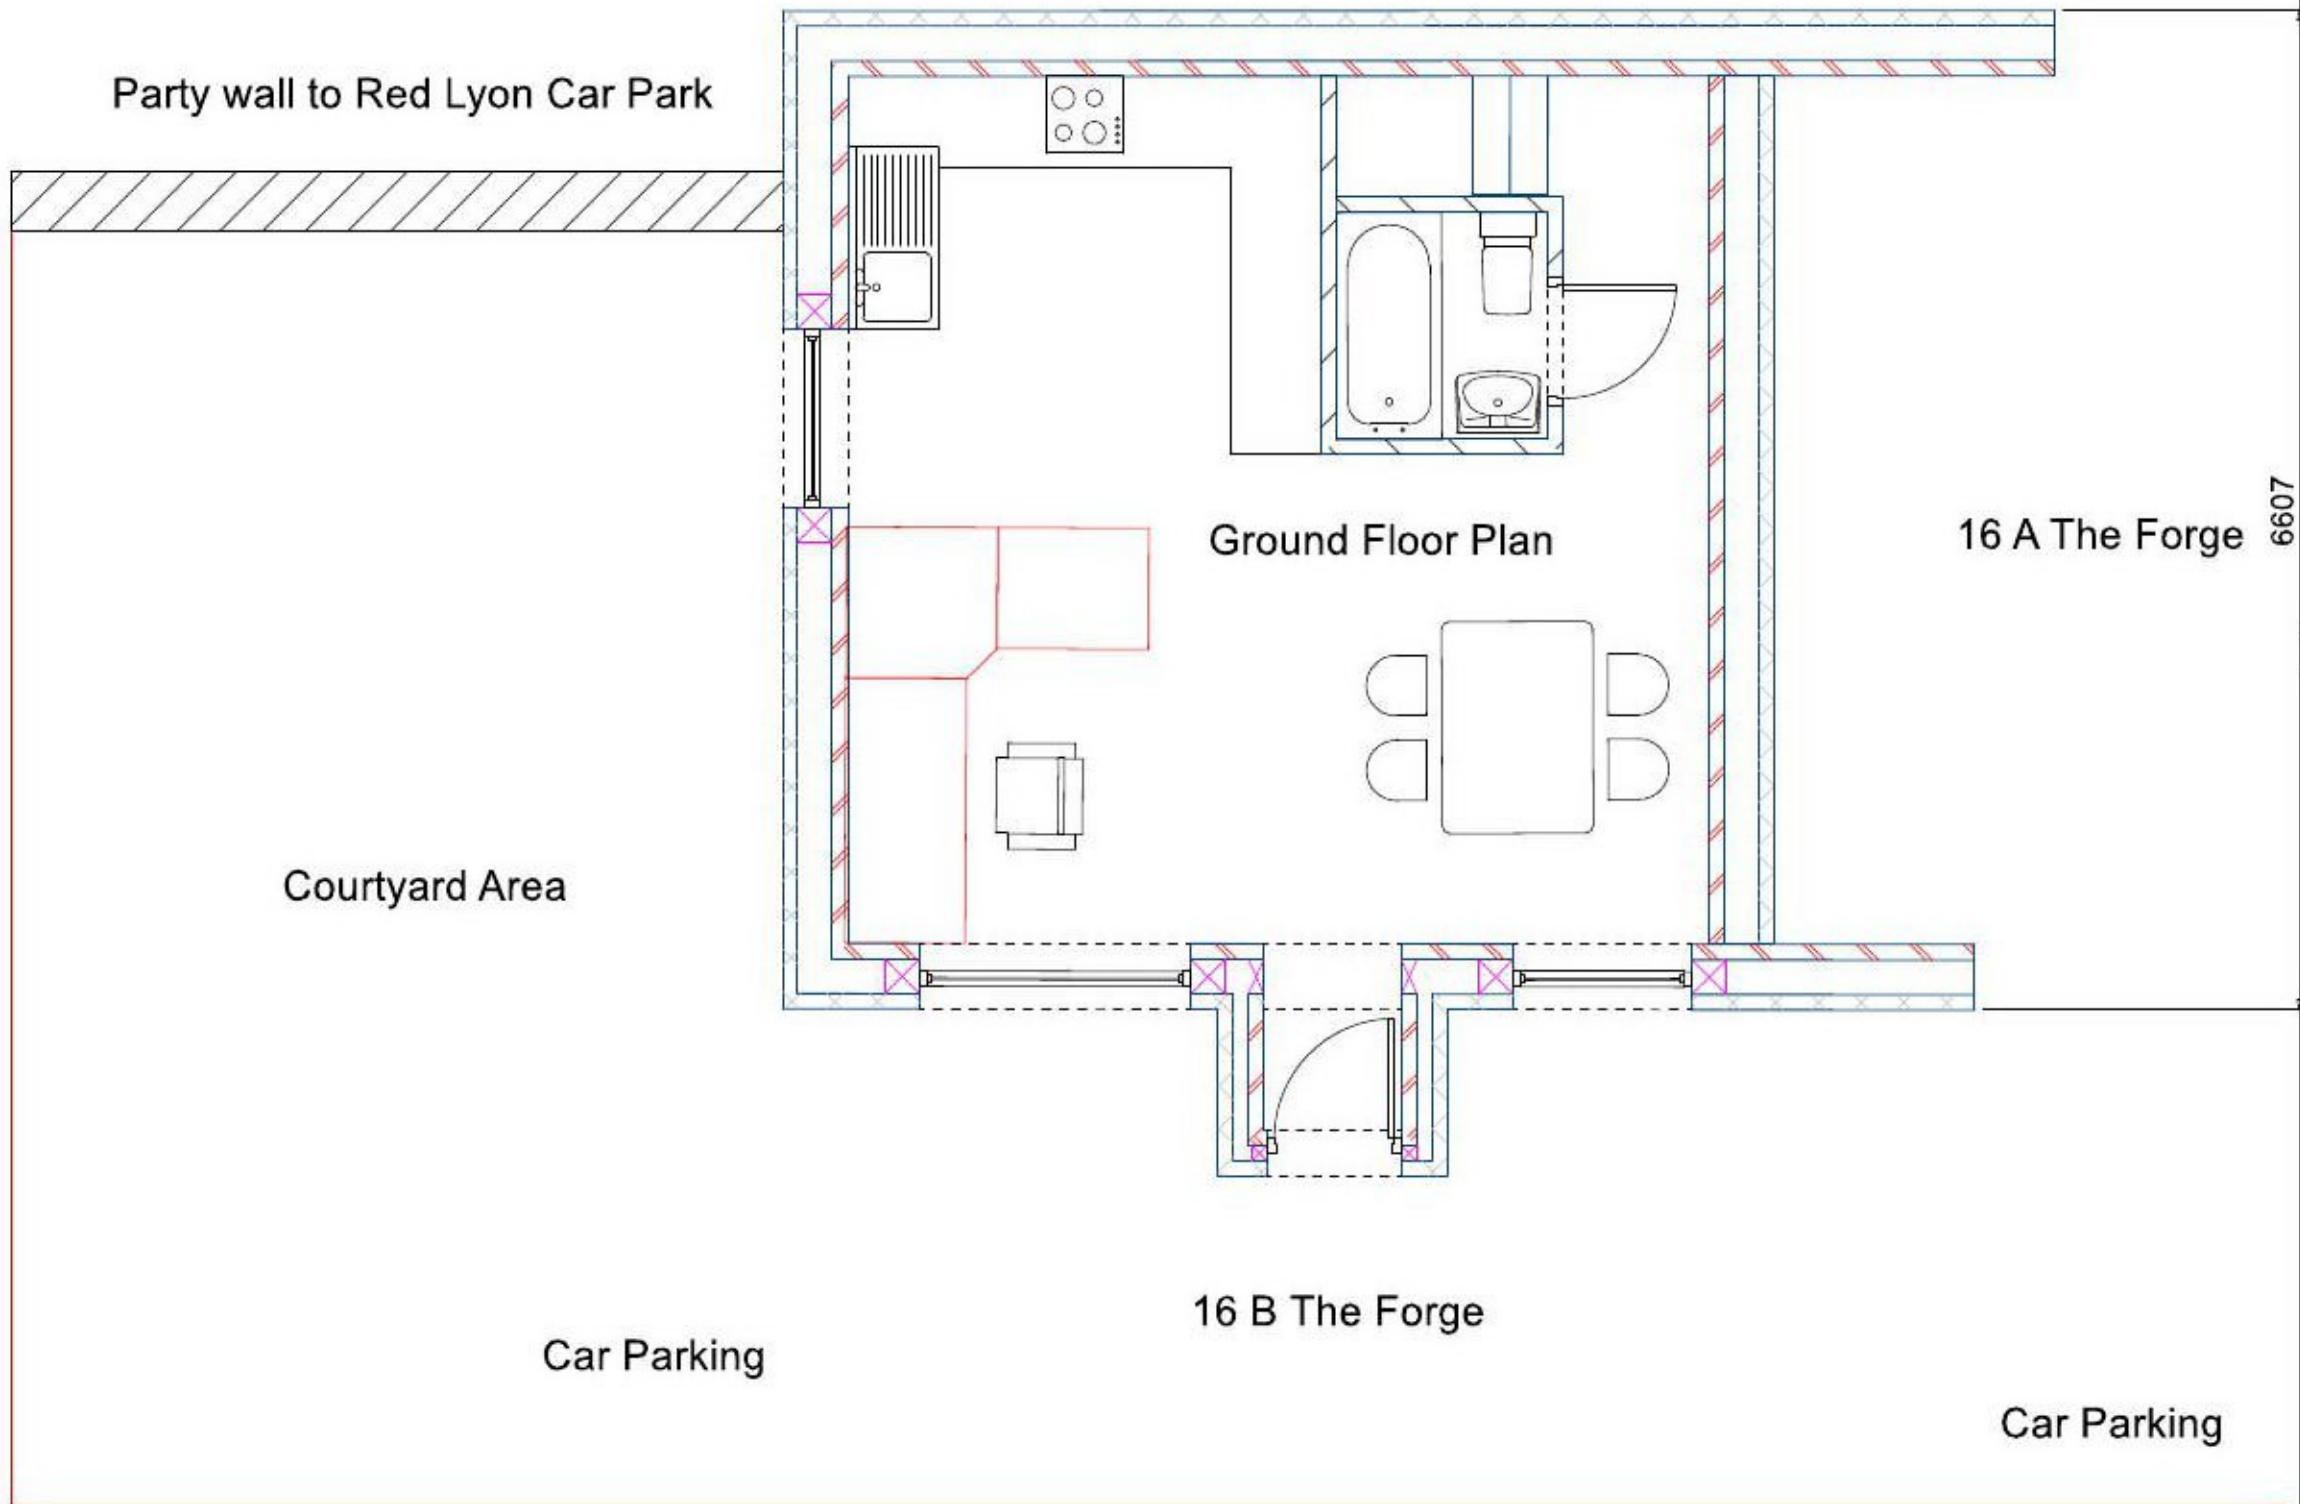 Party wall to Red Lyon Car Park
Ground Floor Plan
16 A The Forge
6607
Courtyard Area
16 B The Forge
Car Parking
Car Parking